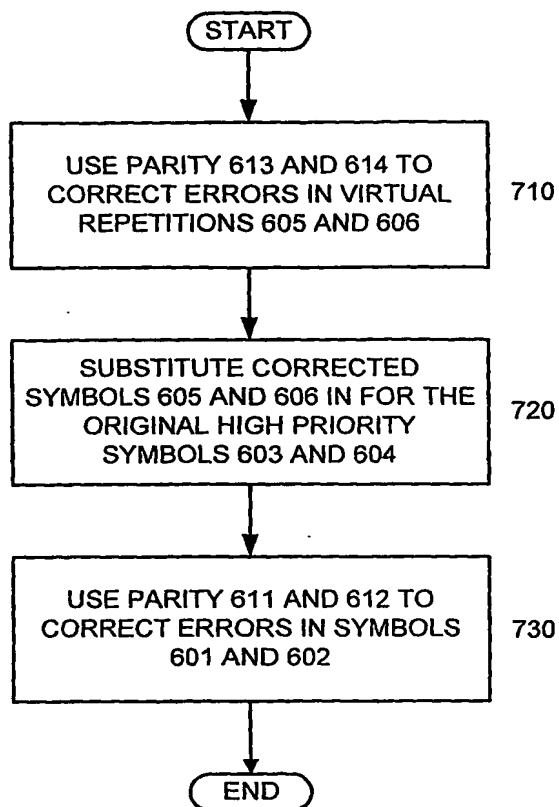 START
USE PARITY 613 AND 614 TO
CORRECT ERRORS IN VIRTUAL
REPETITIONS 605 AND 606
710
SUBSTITUTE CORRECTED
SYMBOLS 605 AND 606 IN FOR THE
ORIGINAL HIGH PRIORITY
SYMBOLS 603 AND 604
720
USE PARITY 611 AND 612 TO
CORRECT ERRORS IN SYMBOLS
601 AND 602
730
END